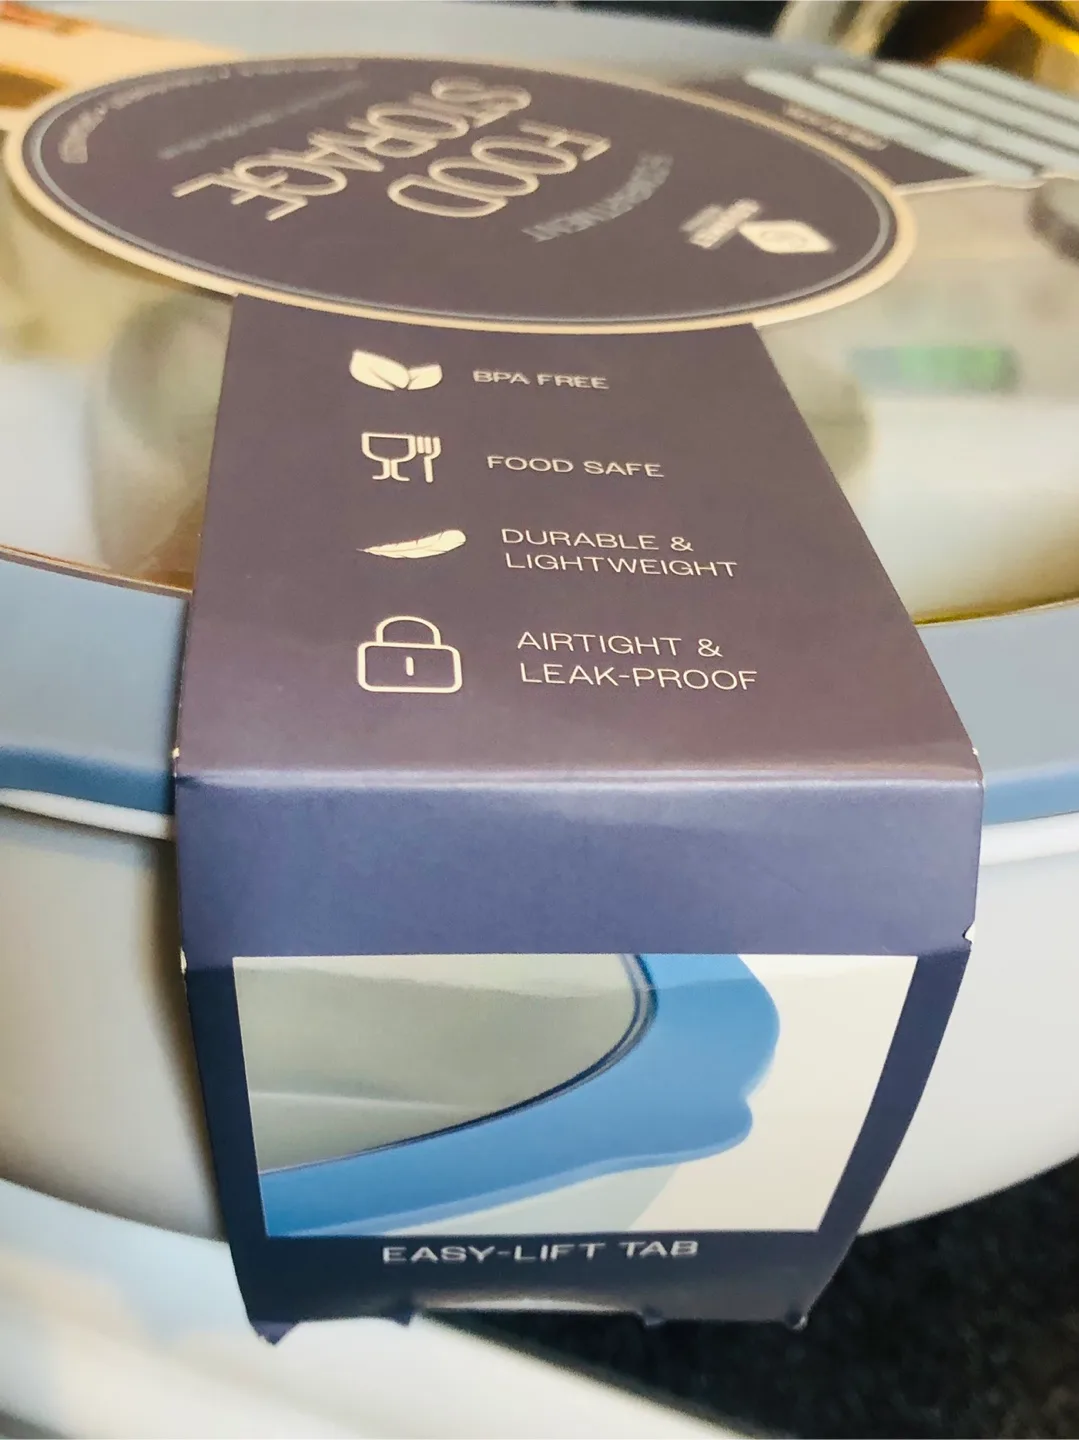 FOOD
STORAGE
BPA FREE
FOOD SAFE
DURABLE &
LIGHTWEIGHT
AIRTIGHT &
LEAK-PROOF
EASY-LIFT TAB